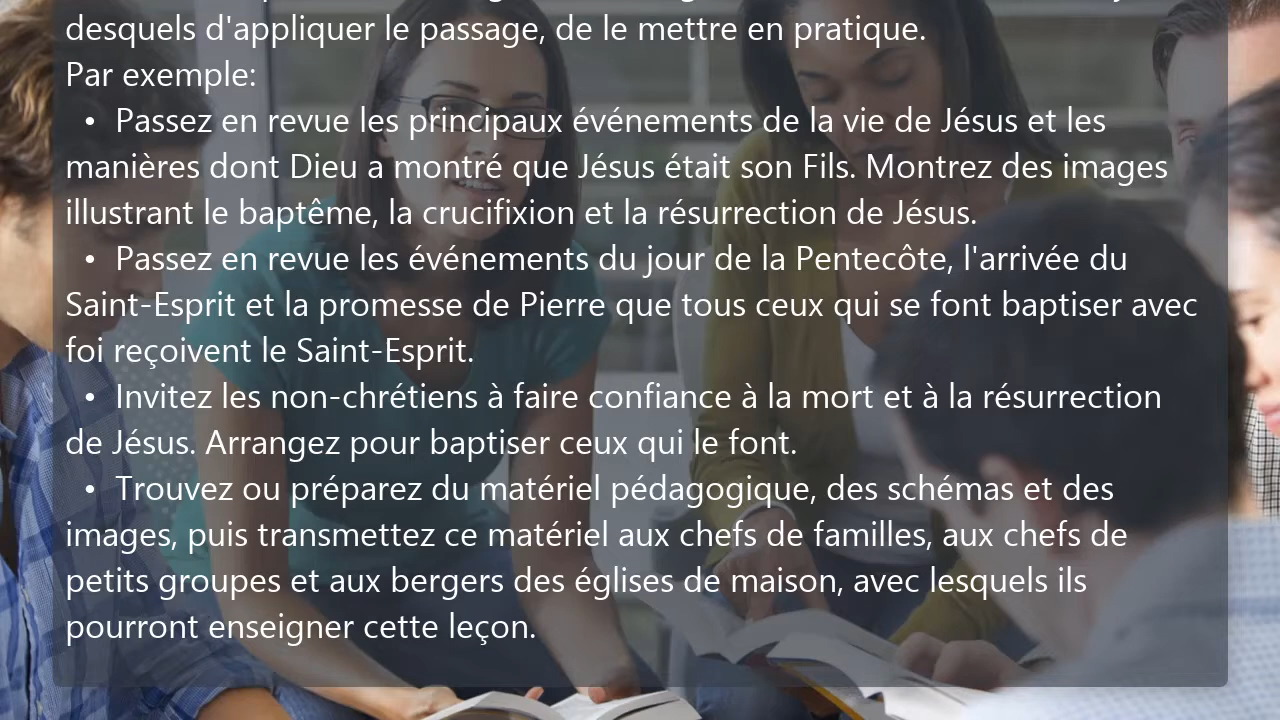 desquels d'appliquer le passage, de le mettre en pratique.
Par exemple:
• Passez en revue les principaux événements de la vie de Jésus et les
manières dont Dieu a montré que Jésus était son Fils. Montrez des images
illustrant le baptême, la crucifixion et la résurrection de Jésus.
• Passez en revue les événements du jour de la Pentecôte, l'arrivée du
Saint-Esprit et la promesse de Pierre que tous ceux qui se font baptiser avec
foi reçoivent le Saint-Esprit.
• Invitez les non-chrétiens à faire confiance à la mort et à la résurrection
de Jésus. Arrangez pour baptiser ceux qui le font.
• Trouvez ou préparez du matériel pédagogique, des schémas et des
images, puis transmettez ce matériel aux chefs de familles, aux chefs de
petits groupes et aux bergers des églises de maison, avec lesquels ils
pourront enseigner cette leçon.